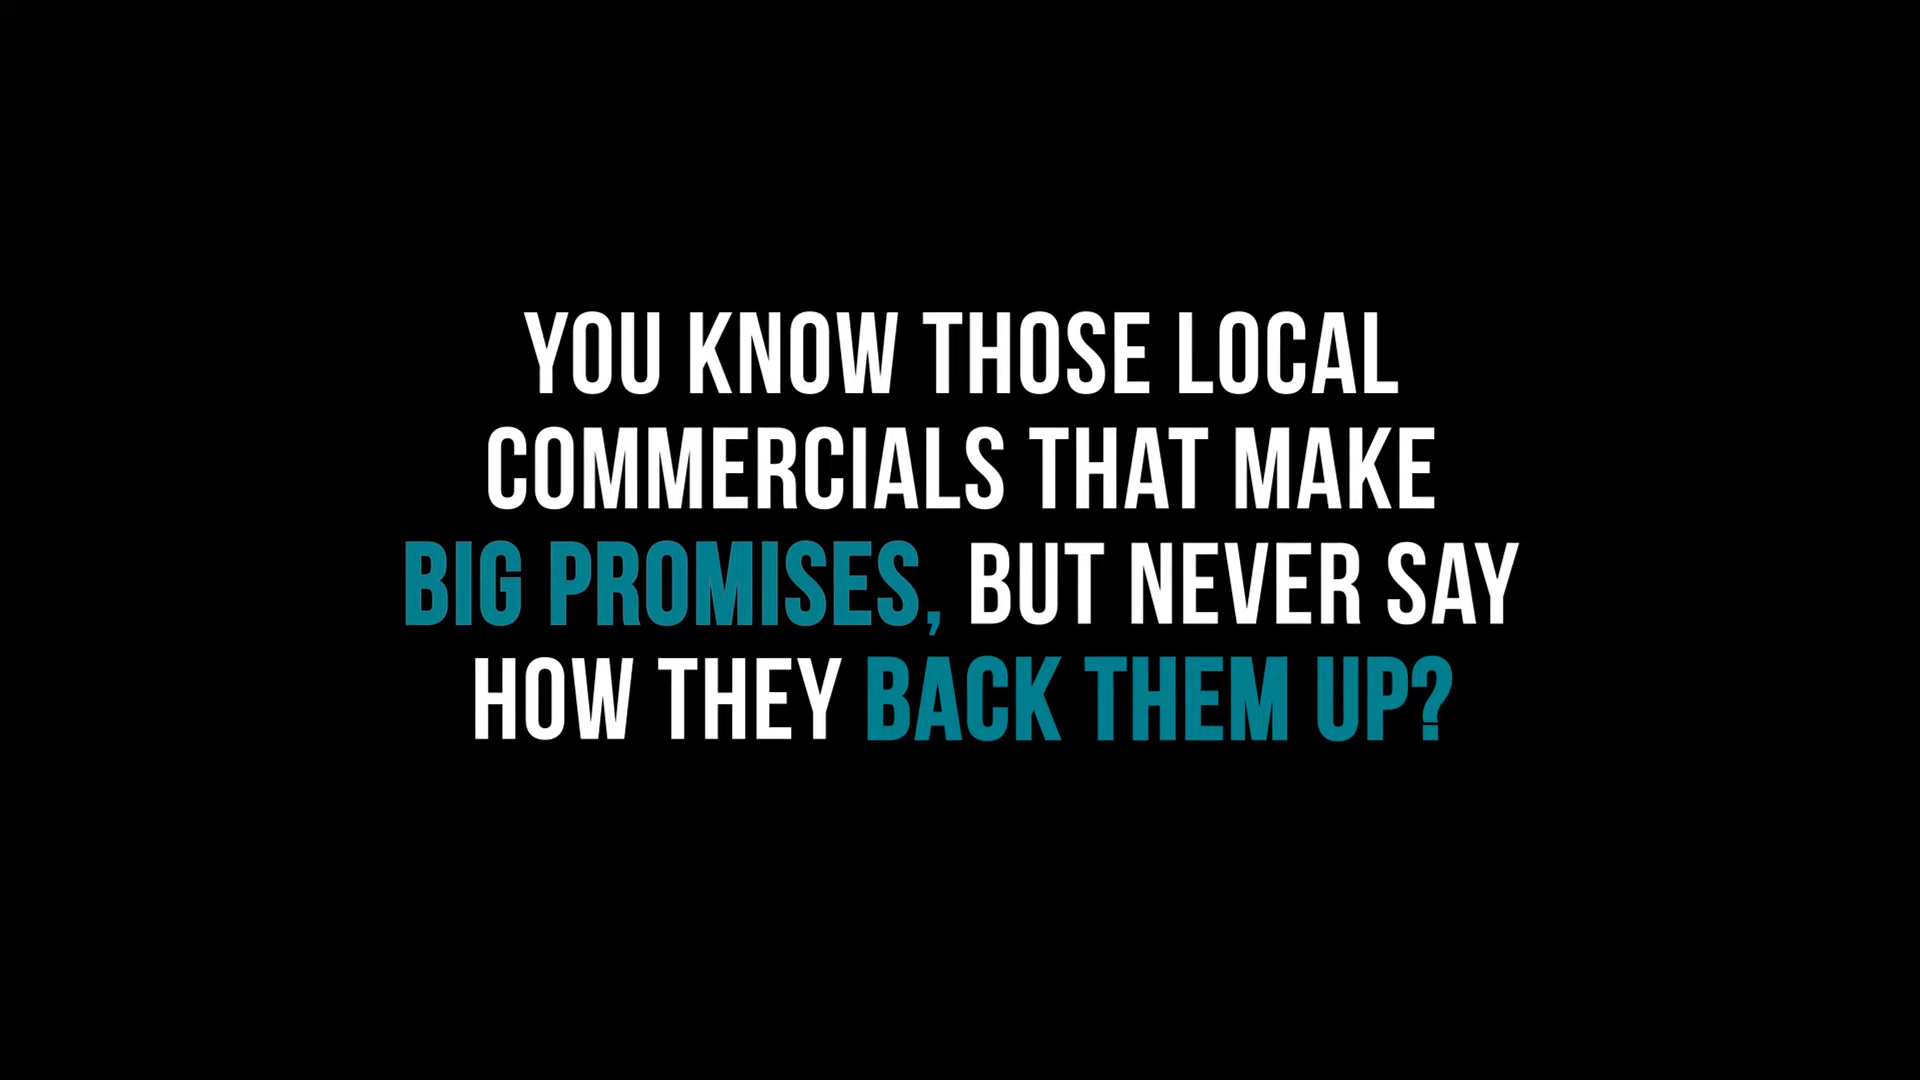 YOU KNOW THOSE LOCAL
COMMERCIALS THAT MAKE
BIG PROMISES, BUT NEVER SAY
HOW THEY BACK THEM UP?